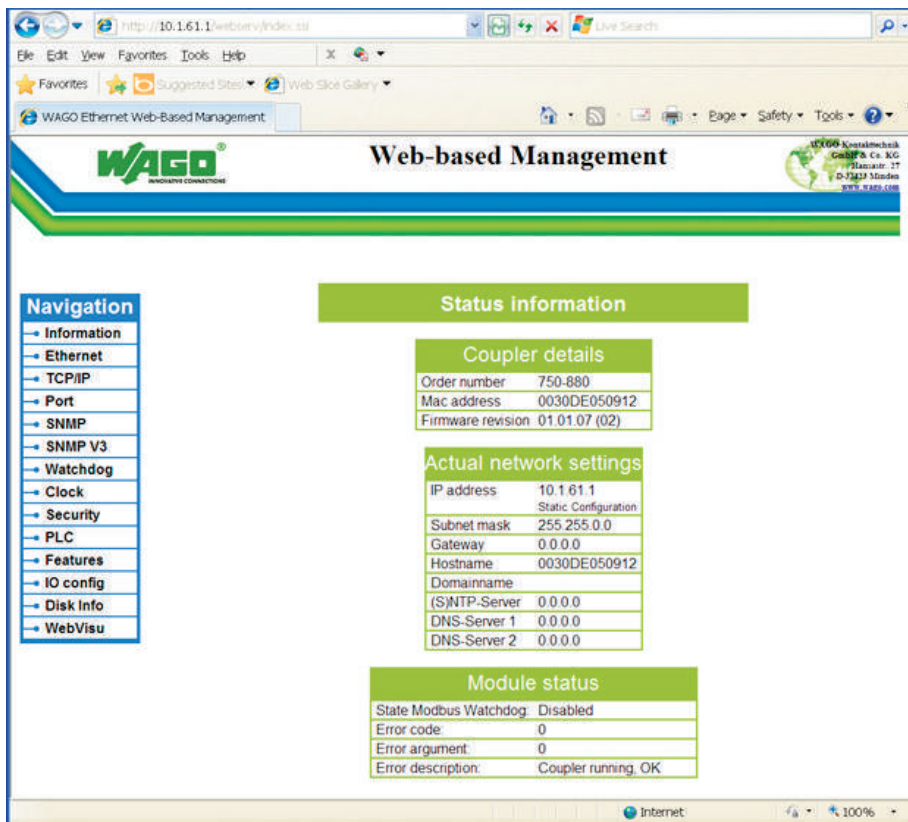 http://10.1.61.1/webserv/index.ssi
Live Search
File Edit View Favorites Tools Help
X
Favorites
Suggested Sites
Web Slice Gallery
WAGO Ethernet Web-Based Management
Page Safety Tools
WAGO®
INNOVATIVE CONNECTIONS
Web-based Management
WAGO Kontakttechnik
GmbH & Co. KG
Hansastr. 27
D-32423 Minden
www.wago.com
Navigation
Information
Ethernet
TCP/IP
Port
SNMP
SNMP V3
Watchdog
Clock
Security
PLC
Features
IO config
Disk Info
WebVisu
Status information
Coupler details
Order number 750-880
Mac address 0030DE050912
Firmware revision 01.01.07 (02)
Actual network settings
IP address 10.1.61.1
Static Configuration
Subnet mask 255.255.0.0
Gateway 0.0.0.0
Hostname 0030DE050912
Domainname
(S)NTP-Server 0.0.0.0
DNS-Server 1 0.0.0.0
DNS-Server 2 0.0.0.0
Module status
State Modbus Watchdog: Disabled
Error code: 0
Error argument: 0
Error description: Coupler running, OK
Internet
100%